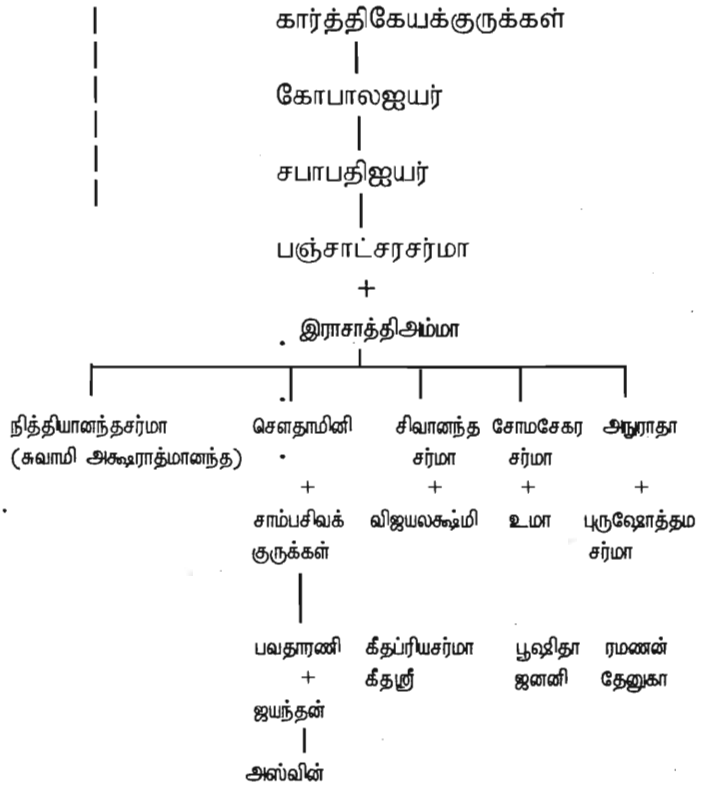 கார்த்திகேயக்குருக்கள்
கோபாலஐயர்
சபாபதிஐயர்
பஞ்சாட்சரசர்மா
+
இராசாத்திஅம்மா
நித்தியானந்தசர்மா சௌதாமினி சிவானந்த சோமசேகர அநுராதா
(சுவாமி அக்ஷராத்மானந்த) சர்மா சர்மா
+ + + +
சாம்பசிவக் விஜயலக்ஷ்மி உமா புருஷோத்தம
குருக்கள் சர்மா
பவதாரணி கீதப்ரியசர்மா பூஷிதா ரமணன்
+ கீதஸ்ரீ ஜனனி தேனுகா
ஜயந்தன்
அஸ்வின்